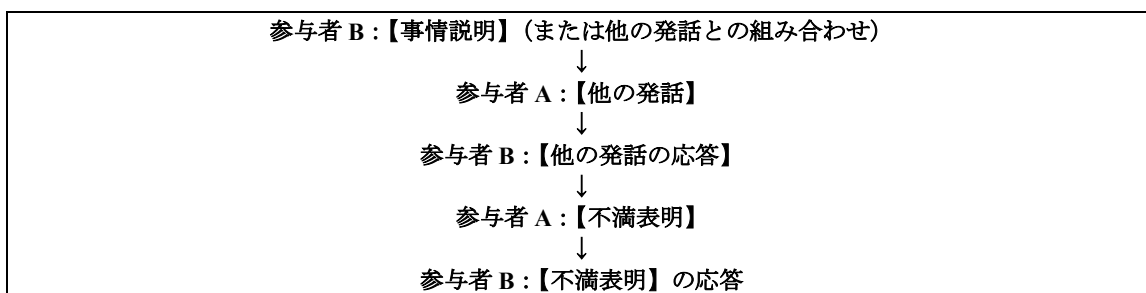 参与者 B :【事情説明】（または他の発話との組み合わせ）
↓
参与者 A :【他の発話】
↓
参与者 B :【他の発話の応答】
↓
参与者 A :【不満表明】
↓
参与者 B :【不満表明】の応答